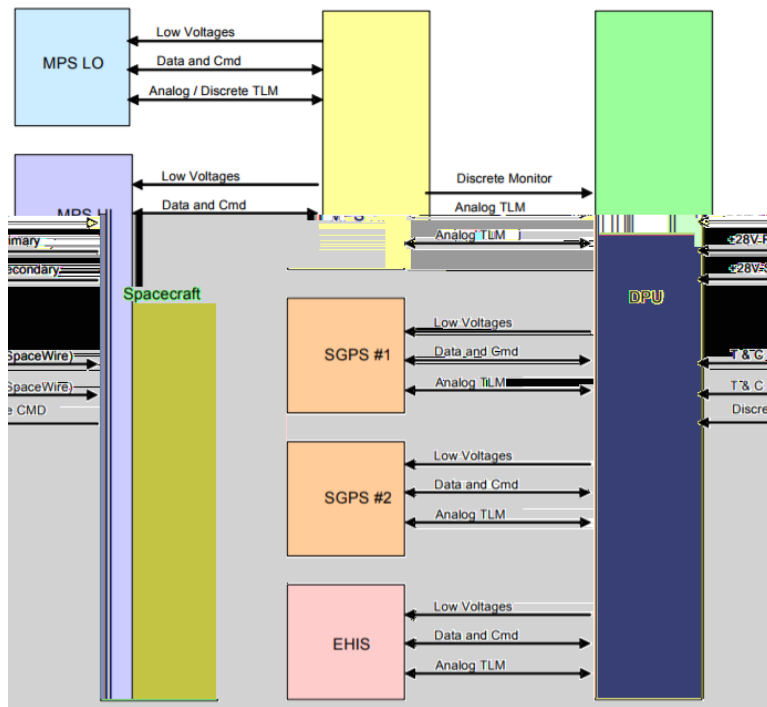 MPS LO
Low Voltages
Data and Cmd
Analog / Discrete TLM
Low Voltages
Data and Cmd
Discrete Monitor
Analog TLM
Analog TLM
+28V
Spacecraft
DPU
SGPS #1
Low Voltages
Data and Cmd
Analog TLM
SpaceWire)
T & C
SpaceWire)
T & C
CMD
SGPS #2
Low Voltages
Data and Cmd
Analog TLM
EHIS
Low Voltages
Data and Cmd
Analog TLM